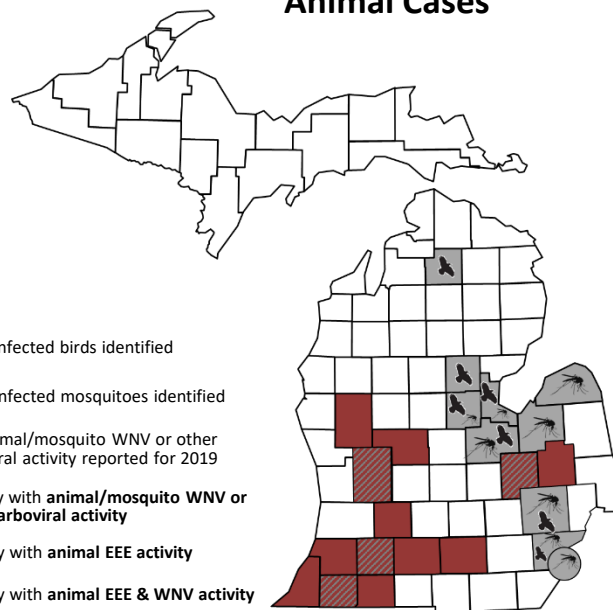 Animal Cases
nfected birds identified
nfected mosquitoes identified
mal/mosquito WNV or other
ral activity reported for 2019
y with animal/mosquito WNV or
arboviral activity
y with animal EEE activity
y with animal EEE & WNV activity